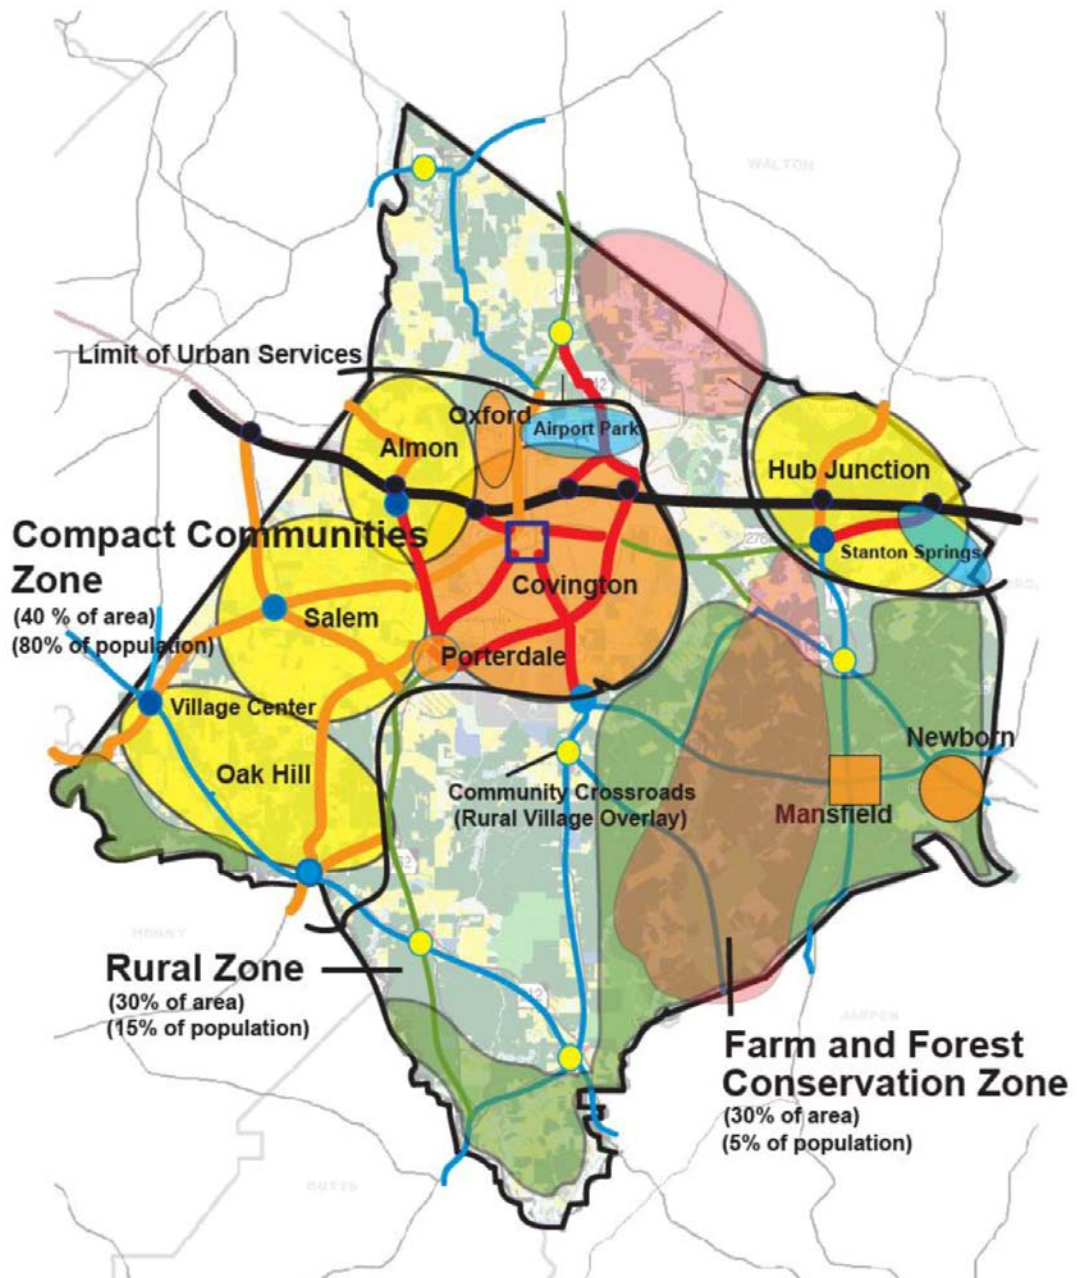 WALTON
Limit of Urban Services
Oxford
Airport Park
Almon
Hub Junction
Compact Communities
Zone
(40 % of area)
(80% of population)
278
Stanton Springs
Covington
Salem
Porterdale
Village Center
Newborn
Oak Hill
Community Crossroads
(Rural Village Overlay)
Mansfield
HENRY
Rural Zone
(30% of area)
(15% of population)
212
JASPER
Farm and Forest
Conservation Zone
(30% of area)
(5% of population)
BUTTS